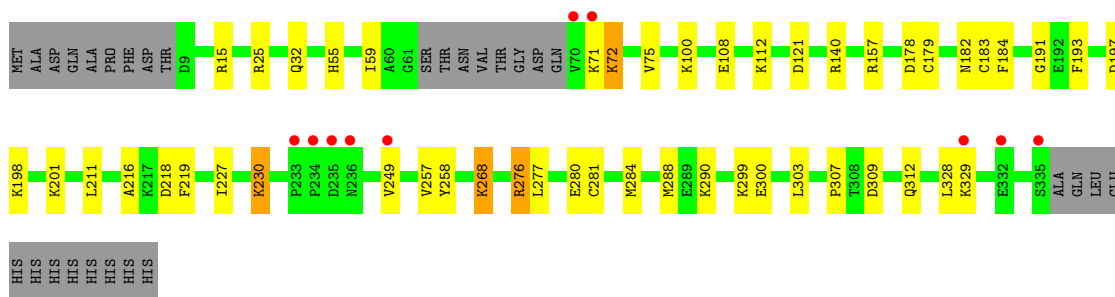 MET ALA ASP GLN ALA PRO PHE ASP THR D9 R15 R25 Q32 H55 I59 A60 G61 SER THR ASN VAL THR GLY ASP GLN V70 K71 K72 V75 K100 E108 K112 D121 R140 R157 D178 C179 N182 C183 F184 G191 E192 F193 D197
K198 K201 L211 A216 K217 D218 F219 I227 K230 P233 P234 D235 N236 V249 V257 Y258 K268 R276 L277 E280 C281 M284 M288 E289 K290 K299 E300 L303 P307 T308 D309 Q312 L328 K329 E332 S335 ALA GLN LEU GLU
HIS HIS HIS HIS HIS HIS HIS HIS